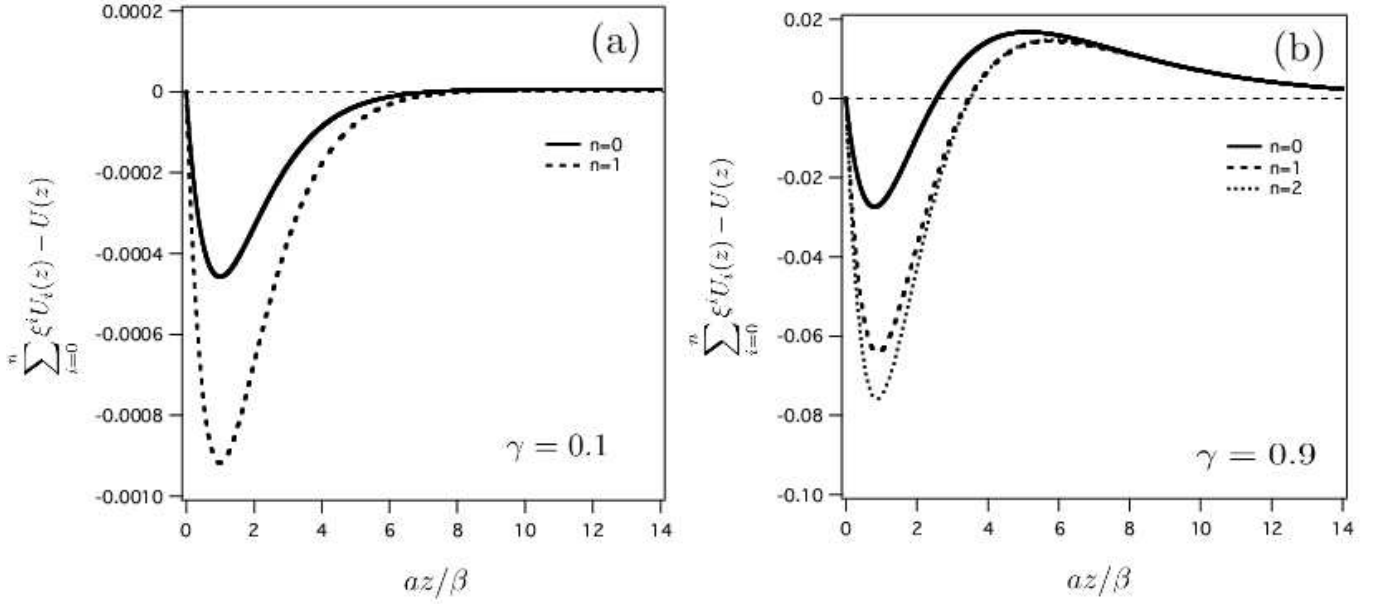 0.0002
0
-0.0002
-0.0004
-0.0006
-0.0008
-0.0010
0 2 4 6 8 10 12 14
(a)
n=0
n=1
γ = 0.1
az/β
∑_{i=0}^{n} ξ^i U_i(z) − U(z)
0.02
0
-0.02
-0.04
-0.06
-0.08
-0.10
0 2 4 6 8 10 12 14
(b)
n=0
n=1
n=2
γ = 0.9
az/β
∑_{i=0}^{n} ξ^i U_i(z) − U(z)